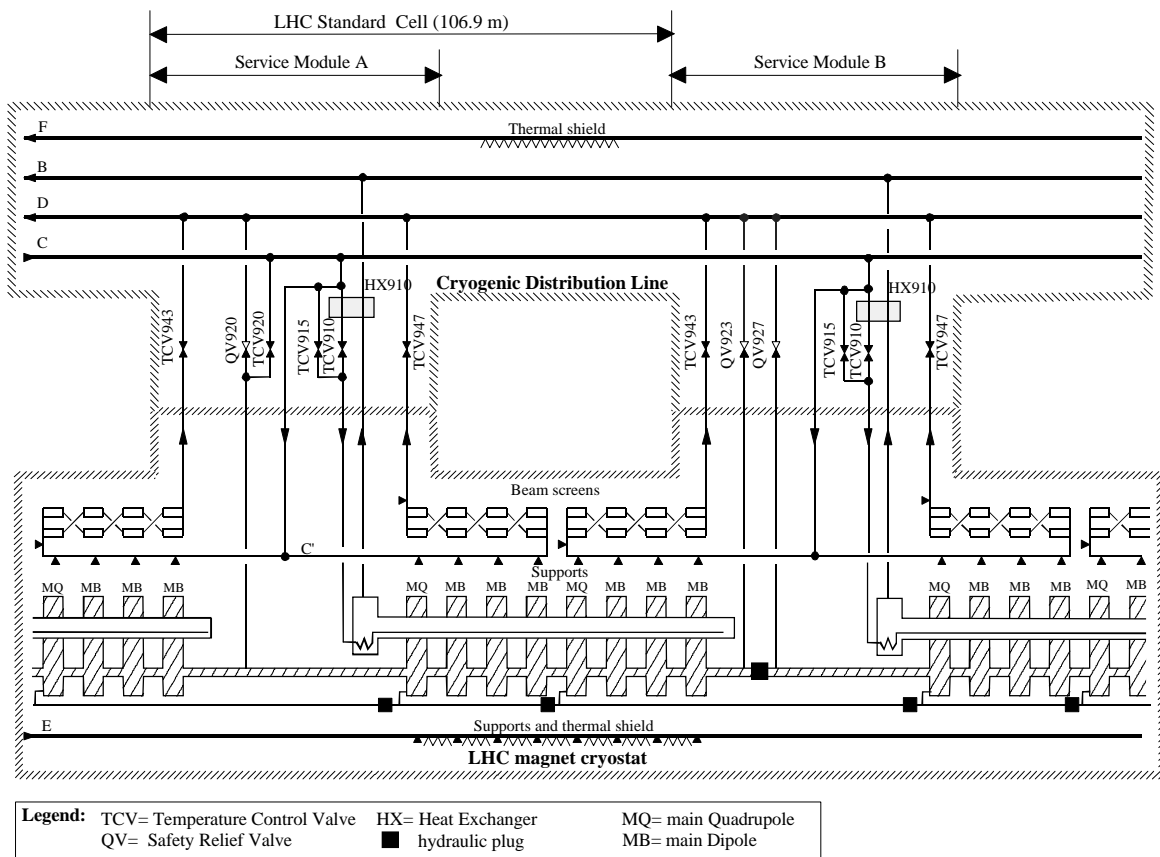 LHC Standard Cell (106.9 m)
Service Module A
Service Module B
F
Thermal shield
B
D
C
HX910
Cryogenic Distribution Line
HX910
TCV943
QV920
TCV920
TCV915
TCV910
TCV947
TCV943
QV923
QV927
TCV915
TCV910
TCV947
Beam screens
C'
Supports
MQ MB MB MB
MQ MB MB MB MQ MB MB MB
MQ MB MB MB MQ MB
E
Supports and thermal shield
LHC magnet cryostat
Legend: TCV= Temperature Control Valve HX= Heat Exchanger MQ= main Quadrupole
QV= Safety Relief Valve hydraulic plug MB= main Dipole